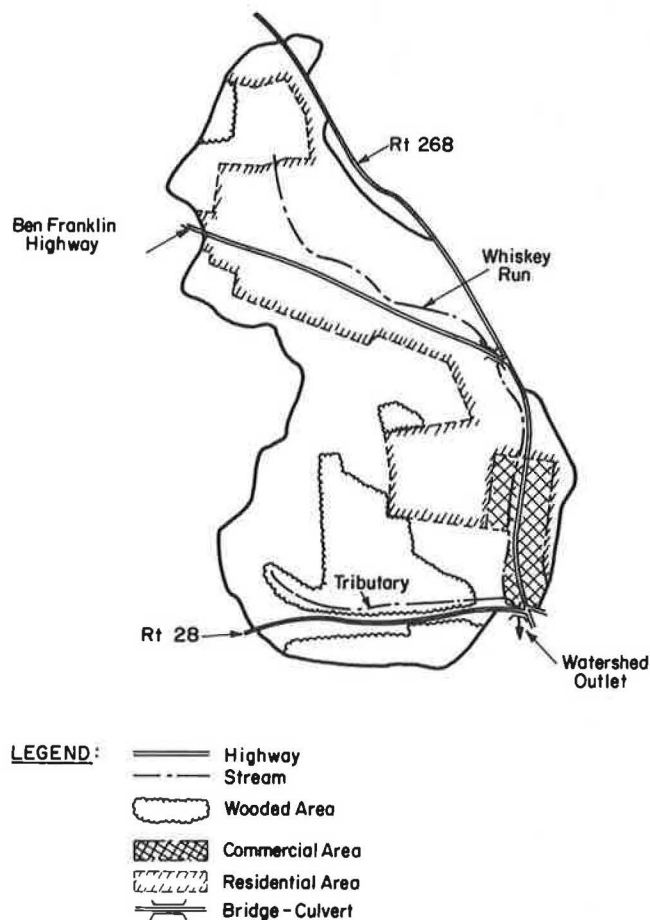 Rt 268
Ben Franklin
Highway
Whiskey
Run
Tributary
Rt 28
Watershed
Outlet
LEGEND:
Highway
Stream
Wooded Area
Commercial Area
Residential Area
Bridge-Culvert